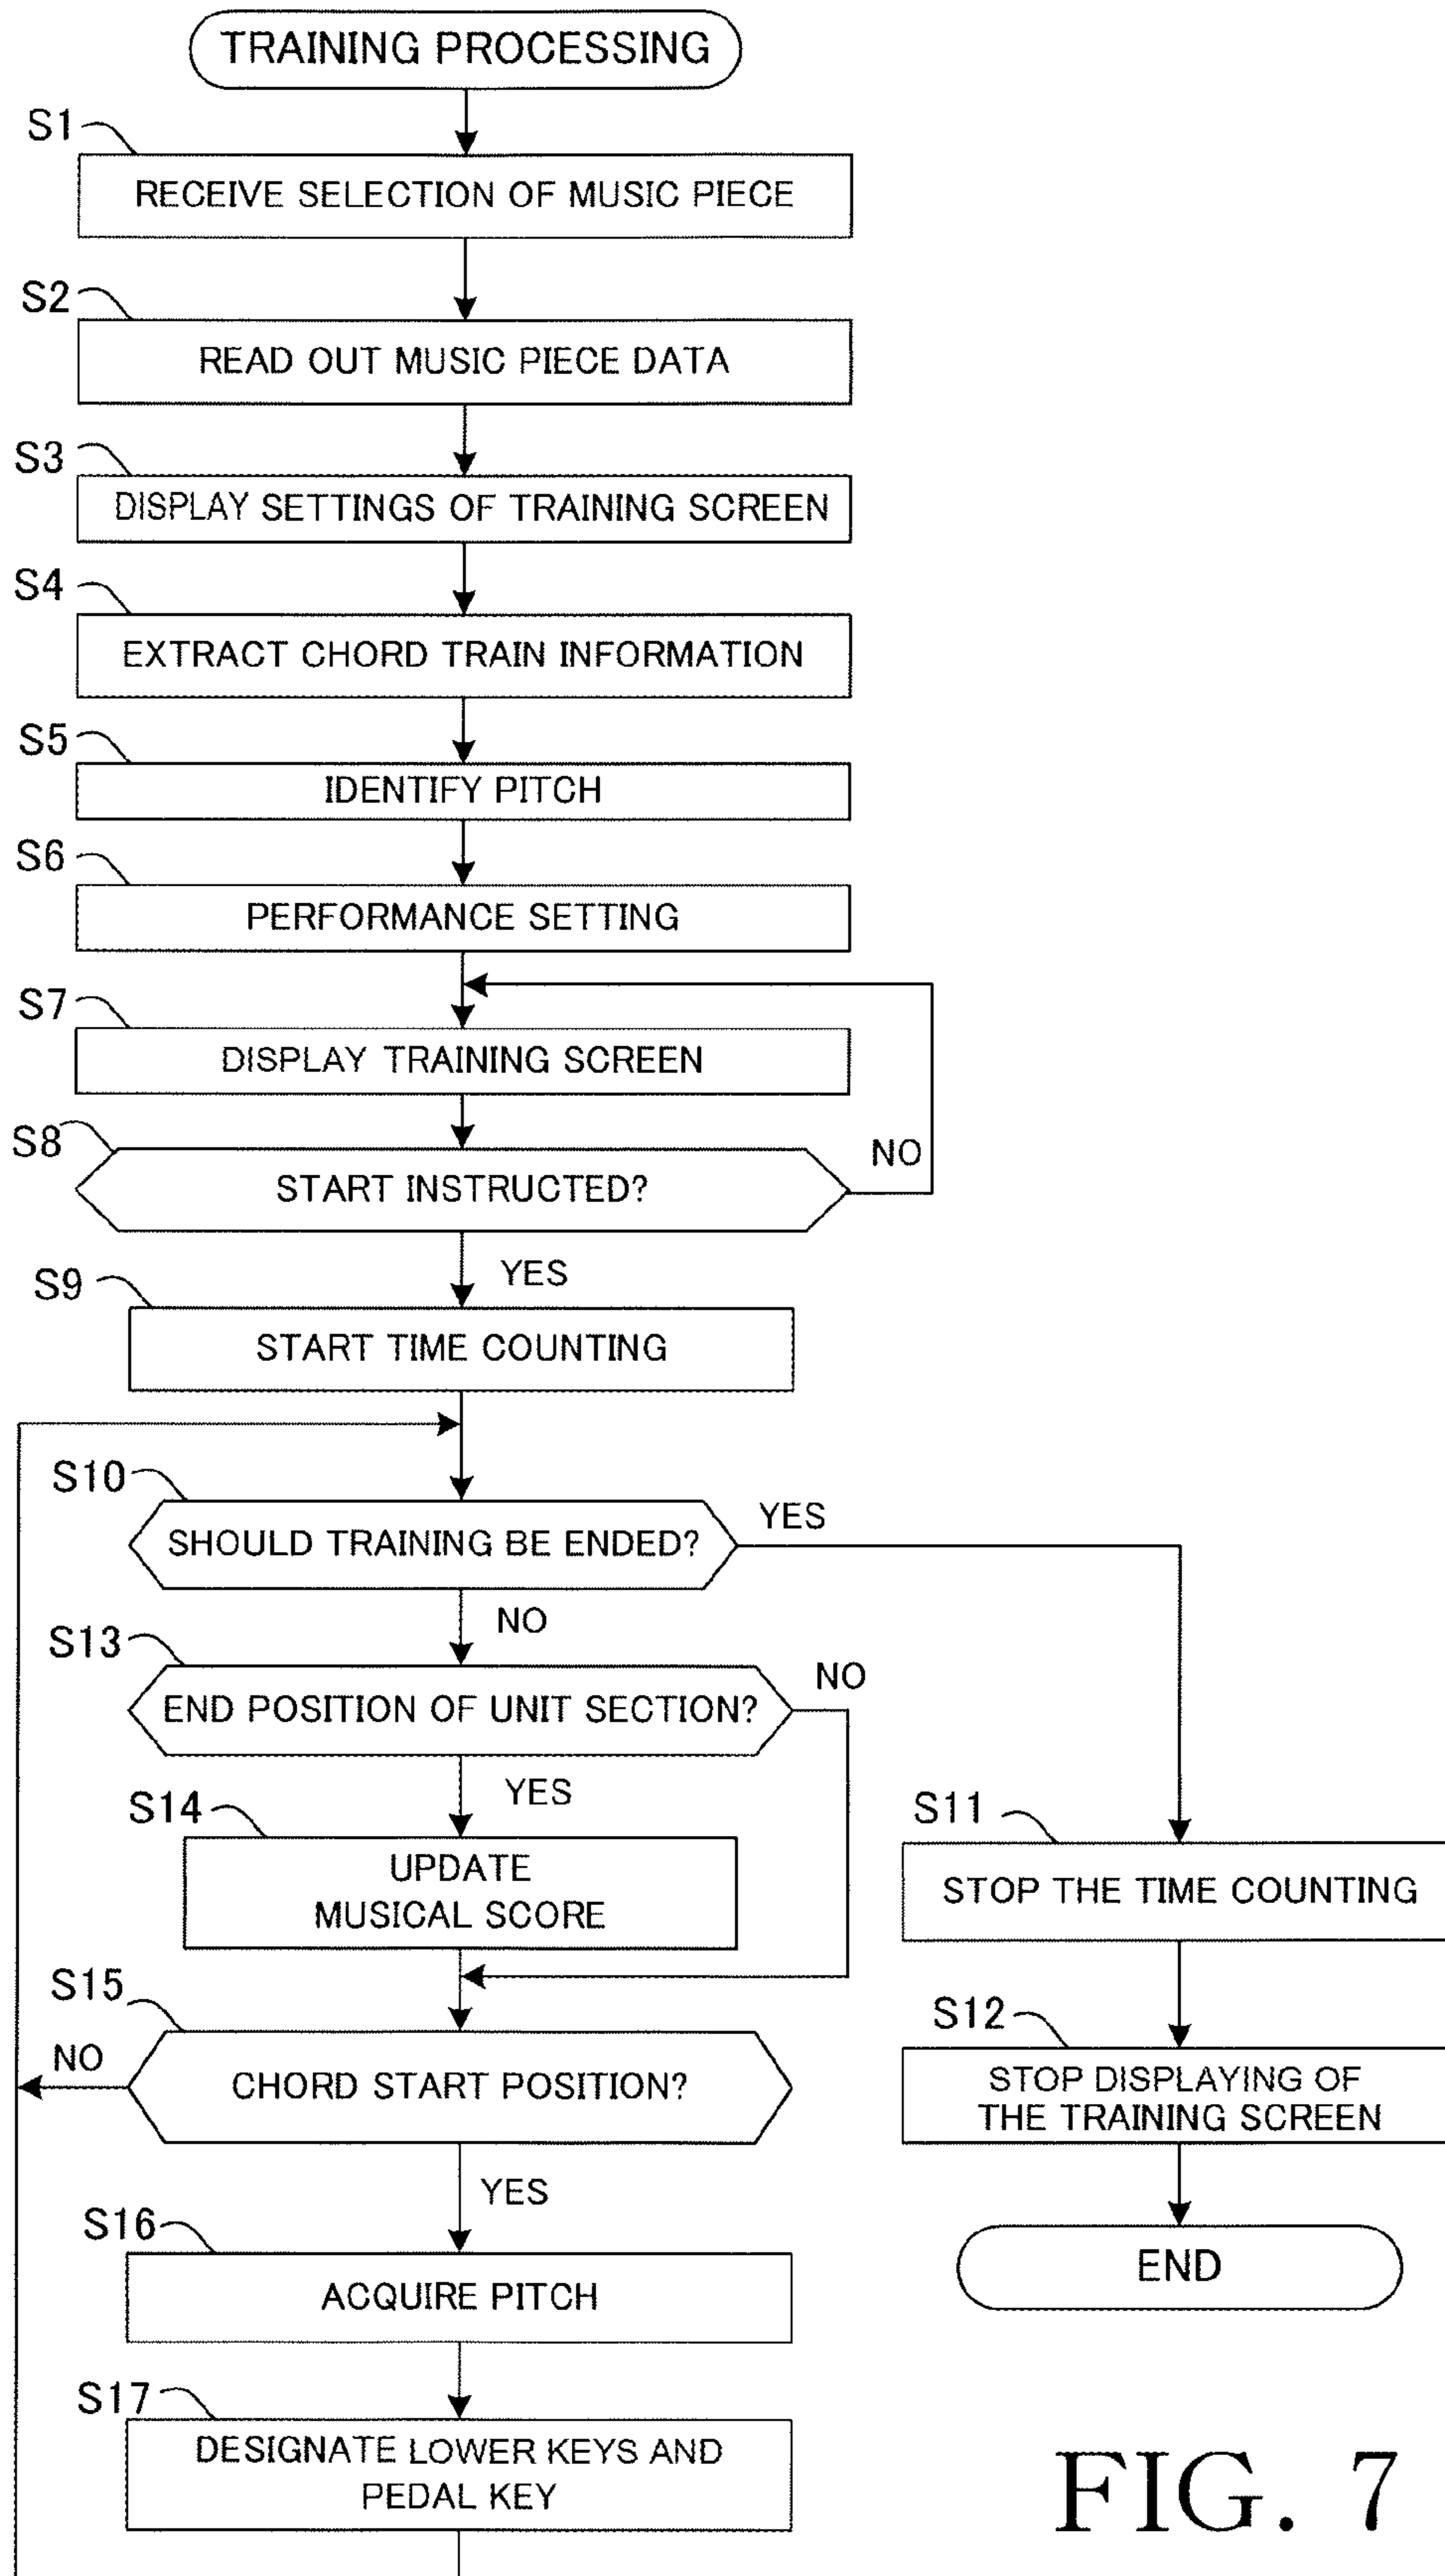 TRAINING PROCESSING
S1
RECEIVE SELECTION OF MUSIC PIECE
S2
READ OUT MUSIC PIECE DATA
S3
DISPLAY SETTINGS OF TRAINING SCREEN
S4
EXTRACT CHORD TRAIN INFORMATION
S5
IDENTIFY PITCH
S6
PERFORMANCE SETTING
S7
DISPLAY TRAINING SCREEN
S8
START INSTRUCTED?
NO
YES
S9
START TIME COUNTING
S10
SHOULD TRAINING BE ENDED?
YES
NO
S13
END POSITION OF UNIT SECTION?
NO
YES
S14
UPDATE
MUSICAL SCORE
S11
STOP THE TIME COUNTING
S15
NO
CHORD START POSITION?
S12
STOP DISPLAYING OF
THE TRAINING SCREEN
YES
S16
ACQUIRE PITCH
END
S17
DESIGNATE LOWER KEYS AND
PEDAL KEY
FIG. 7